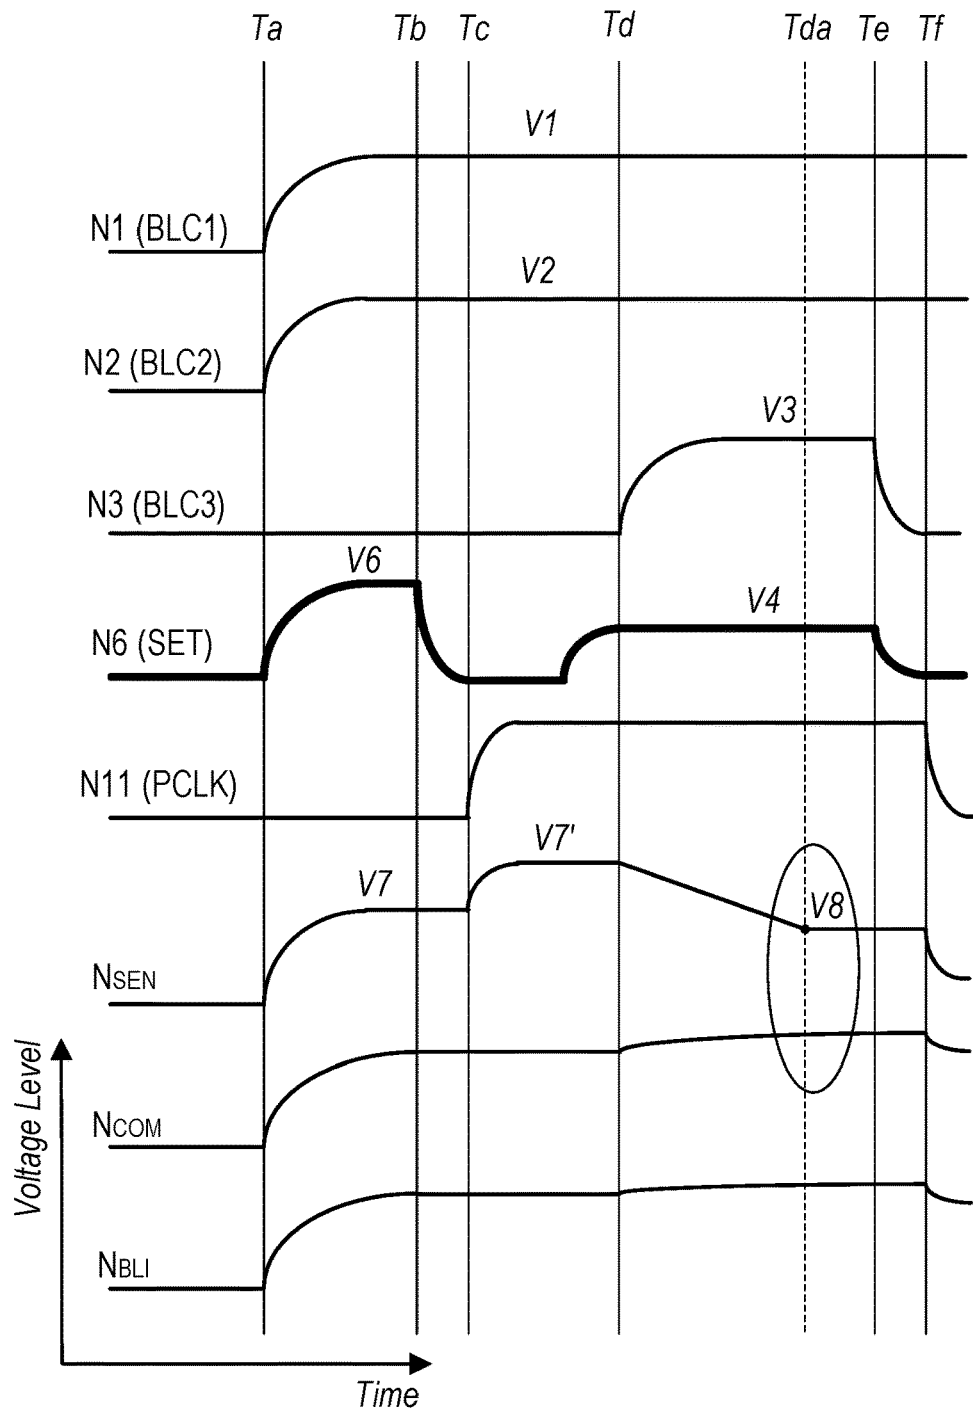 Ta Tb Tc Td Tda Te Tf
V1
N1 (BLC1)
V2
N2 (BLC2)
V3
N3 (BLC3)
V6
V4
N6 (SET)
N11 (PCLK)
V7'
V7
V8
NSEN
NCOM
NBLI
Voltage Level
Time